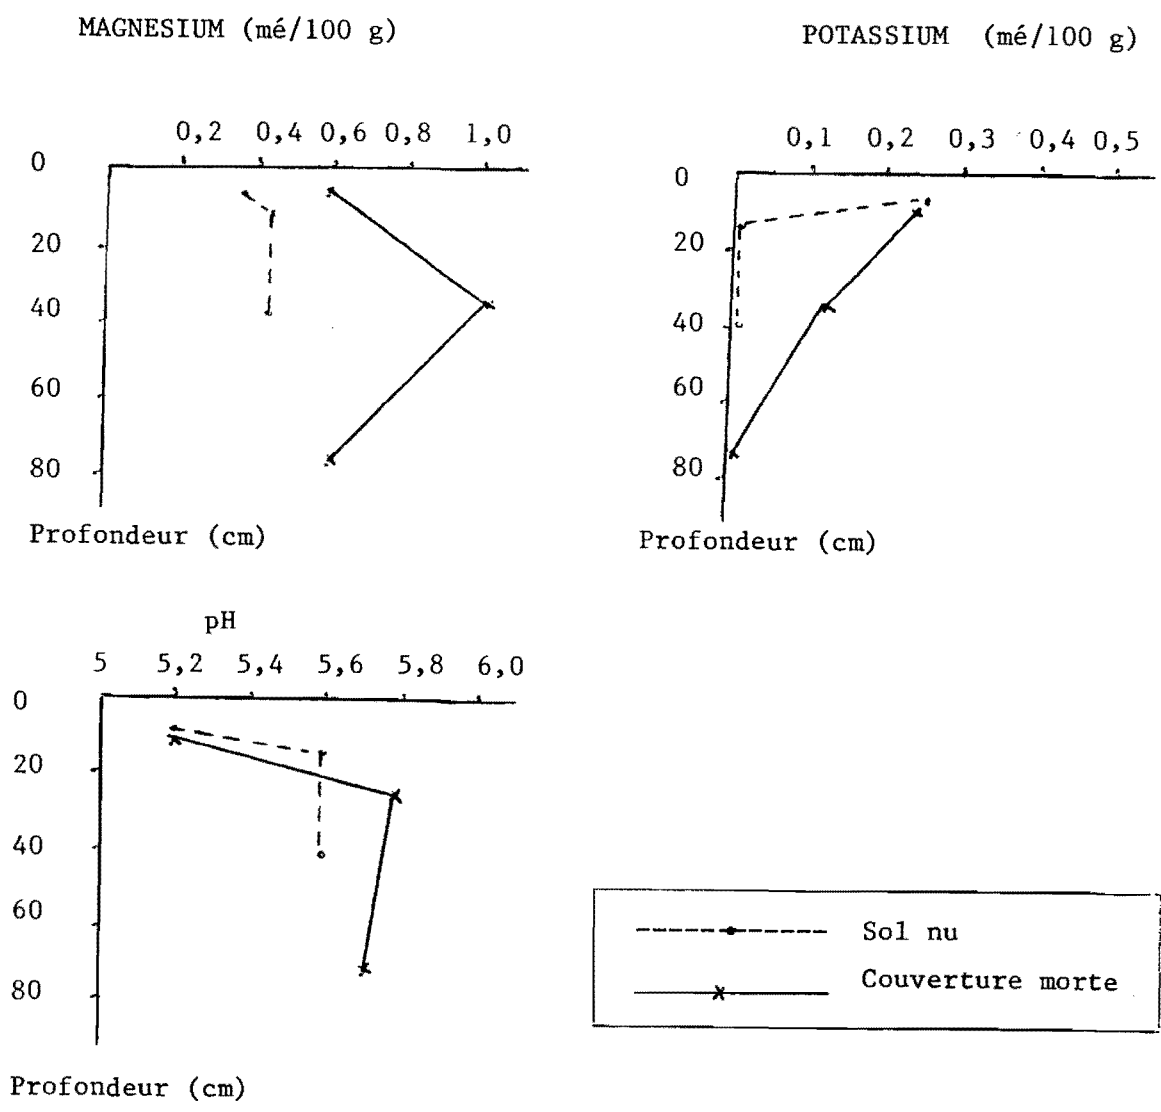 MAGNESIUM (mé/100 g)
0,2 0,4 0,6 0,8 1,0
0
20
40
60
80
Profondeur (cm)
POTASSIUM (mé/100 g)
0,1 0,2 0,3 0,4 0,5
0
20
40
60
80
Profondeur (cm)
pH
5 5,2 5,4 5,6 5,8 6,0
0
20
40
60
80
Profondeur (cm)
Sol nu
Couverture morte